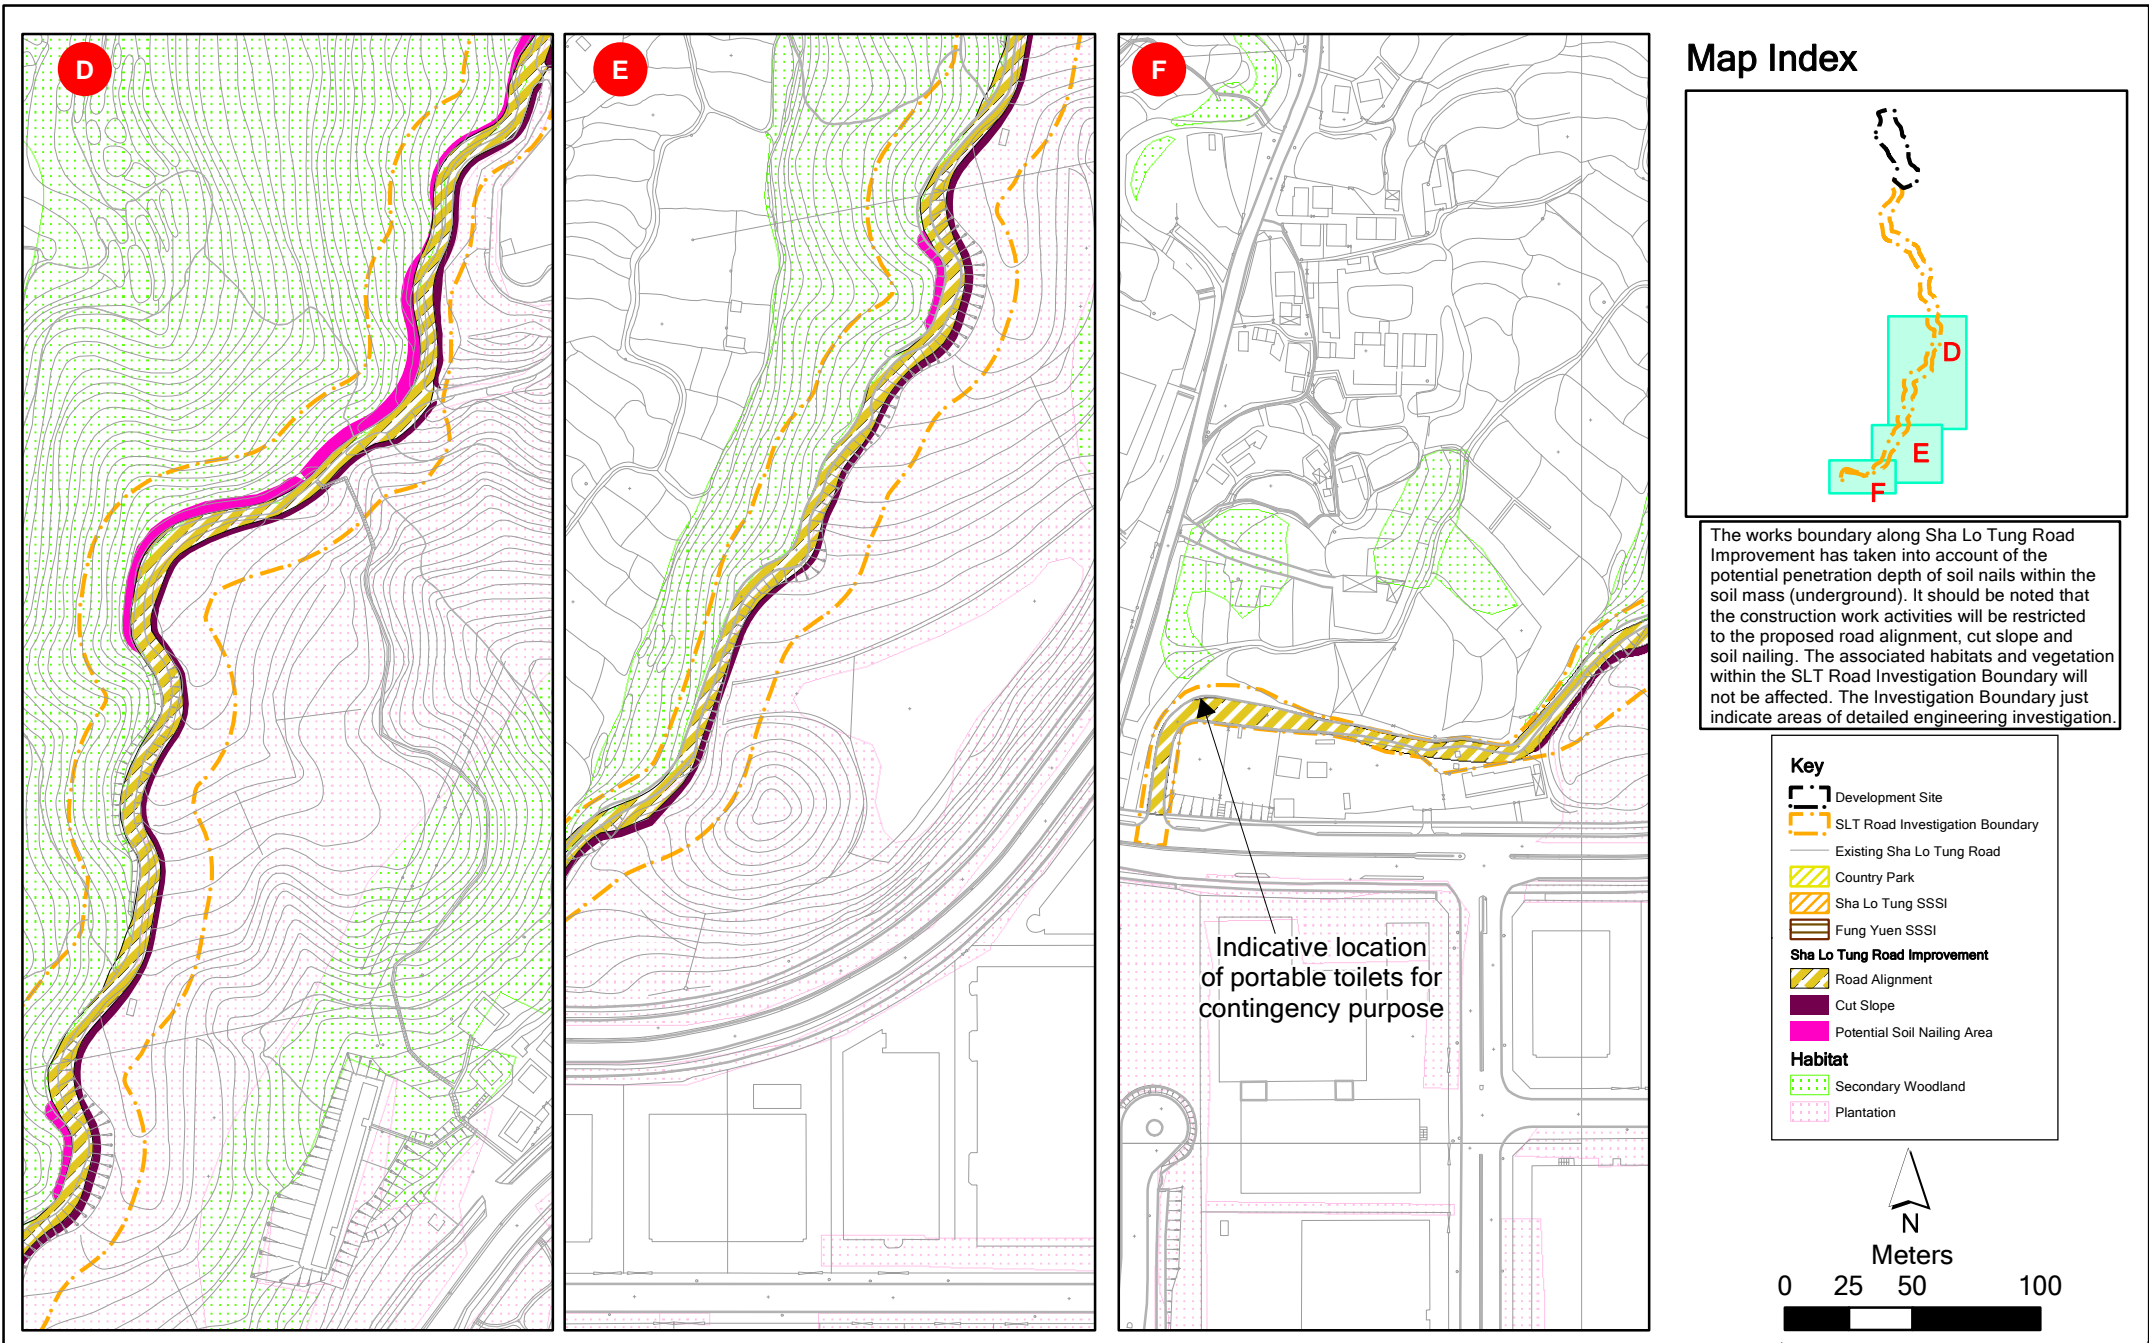 D
E
F
Indicative location
of portable toilets for
contingency purpose
Map Index
D
E
F
The works boundary along Sha Lo Tung Road
Improvement has taken into account of the
potential penetration depth of soil nails within the
soil mass (underground). It should be noted that
the construction work activities will be restricted
to the proposed road alignment, cut slope and
soil nailing. The associated habitats and vegetation
within the SLT Road Investigation Boundary will
not be affected. The Investigation Boundary just
indicate areas of detailed engineering investigation.
Key
Development Site
SLT Road Investigation Boundary
Existing Sha Lo Tung Road
Country Park
Sha Lo Tung SSSI
Fung Yuen SSSI
Sha Lo Tung Road Improvement
Road Alignment
Cut Slope
Potential Soil Nailing Area
Habitat
Secondary Woodland
Plantation
N
Meters
0 25 50 100